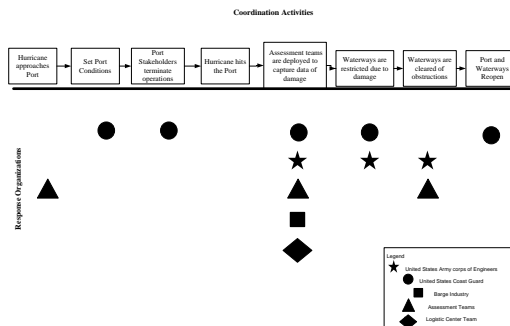 Coordination Activities
Hurricane
approaches
Port
Set Port
Conditions
Port
Stakeholders
terminate
operations
Hurricane hits
the Port
Assessment teams
are deployed to
capture data of
damage
Waterways are
restricted due to
damage
Waterways are
cleared of
obstructions
Port and
Waterways
Reopen
Response Organizations
Legend
United States Army corps of Engineers
United States Coast Guard
Barge Industry
Assessment Teams
Logistic Center Team